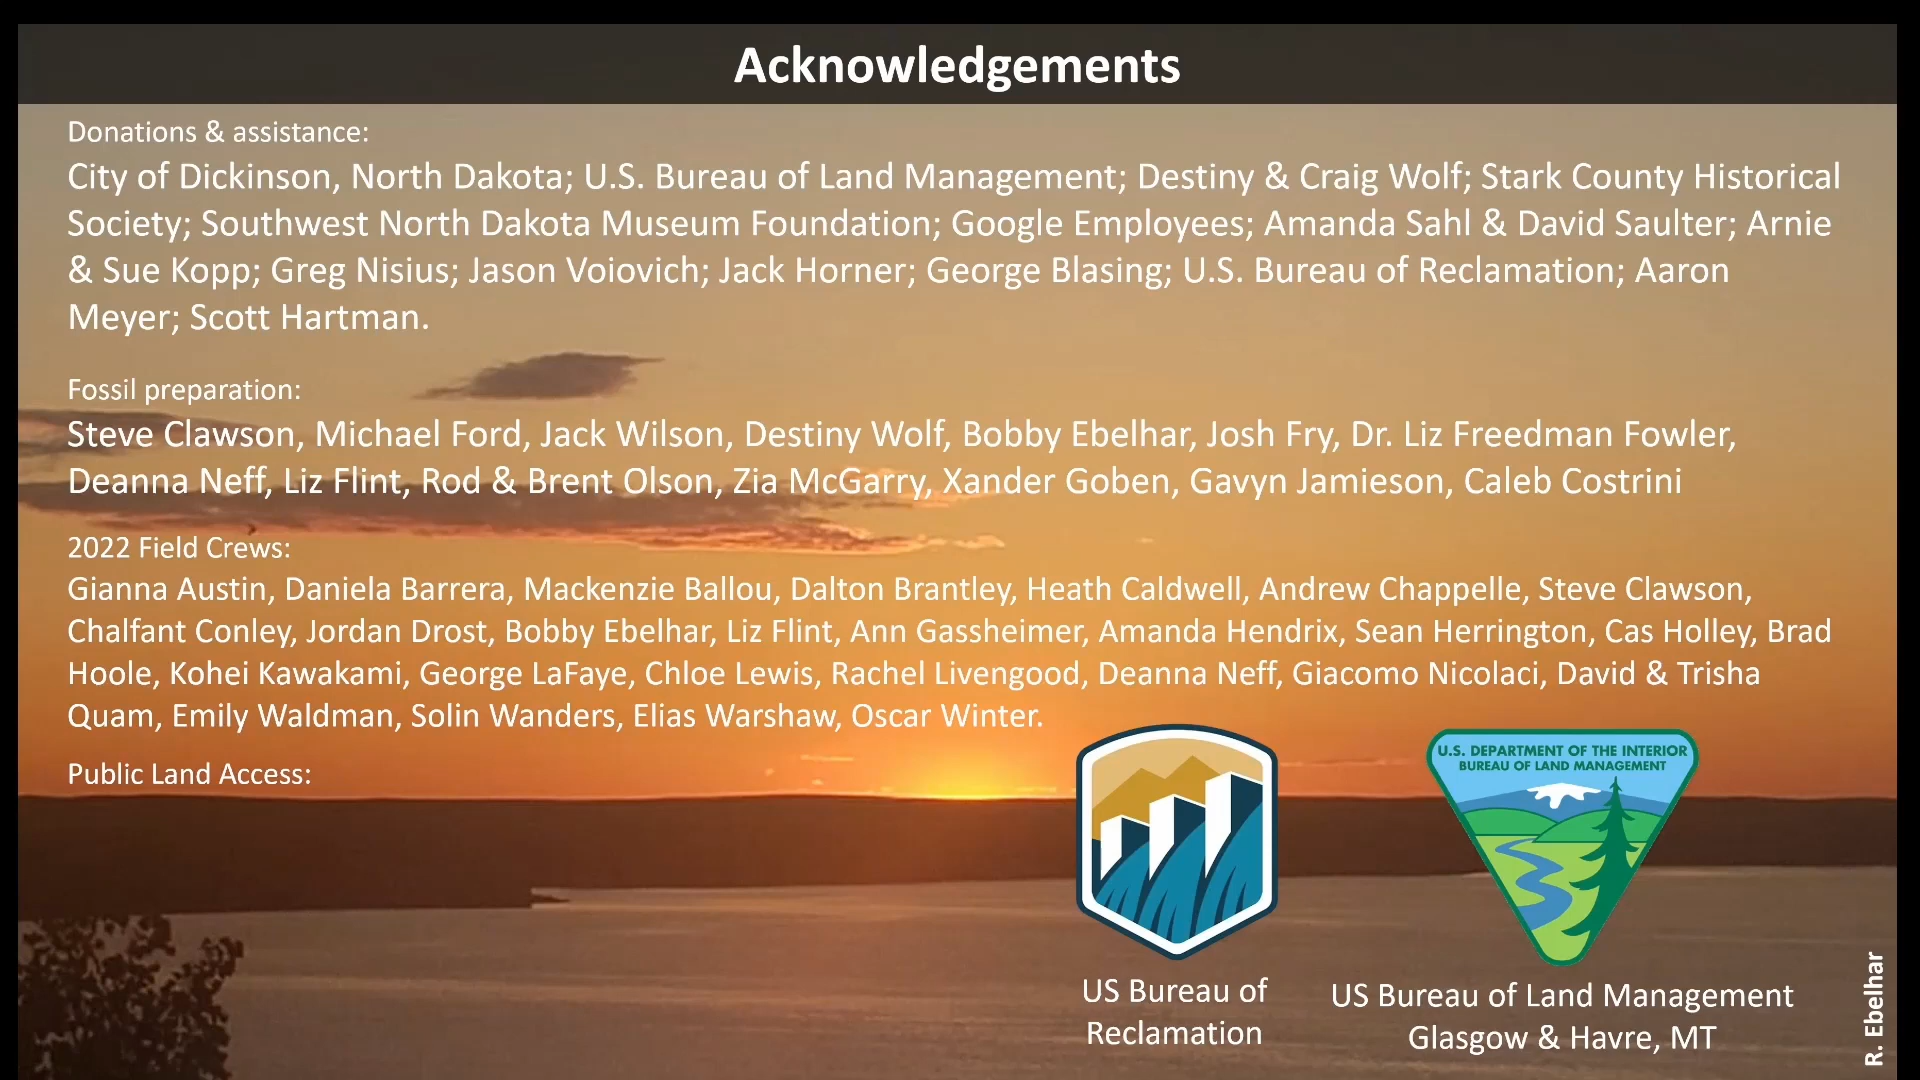 Acknowledgements
Donations & assistance:
City of Dickinson, North Dakota; U.S. Bureau of Land Management; Destiny & Craig Wolf; Stark County Historical
Society; Southwest North Dakota Museum Foundation; Google Employees; Amanda Sahl & David Saulter; Arnie
& Sue Kopp; Greg Nisius; Jason Voiovich; Jack Horner; George Blasing; U.S. Bureau of Reclamation; Aaron
Meyer; Scott Hartman.
Fossil preparation:
Steve Clawson, Michael Ford, Jack Wilson, Destiny Wolf, Bobby Ebelhar, Josh Fry, Dr. Liz Freedman Fowler,
Deanna Neff, Liz Flint, Rod & Brent Olson, Zia McGarry, Xander Goben, Gavyn Jamieson, Caleb Costrini
2022 Field Crews:
Gianna Austin, Daniela Barrera, Mackenzie Ballou, Dalton Brantley, Heath Caldwell, Andrew Chappelle, Steve Clawson,
Chalfant Conley, Jordan Drost, Bobby Ebelhar, Liz Flint, Ann Gassheimer, Amanda Hendrix, Sean Herrington, Cas Holley, Brad
Hoole, Kohei Kawakami, George LaFaye, Chloe Lewis, Rachel Livengood, Deanna Neff, Giacomo Nicolaci, David & Trisha
Quam, Emily Waldman, Solin Wanders, Elias Warshaw, Oscar Winter.
Public Land Access:
U.S. DEPARTMENT OF THE INTERIOR
BUREAU OF LAND MANAGEMENT
US Bureau of
Reclamation
US Bureau of Land Management
Glasgow & Havre, MT
R. Ebelhar